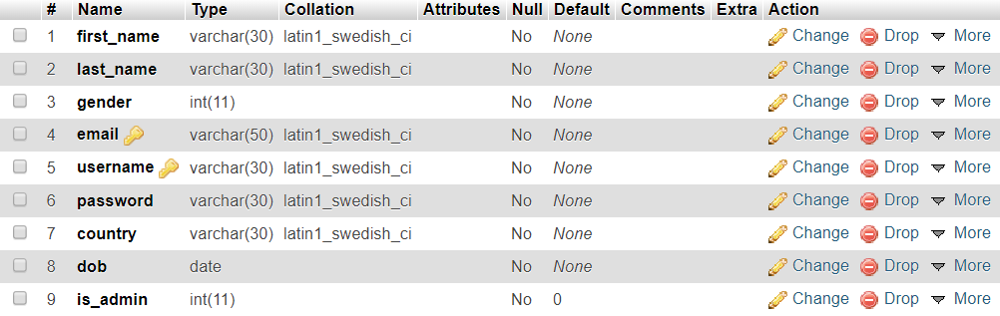 # Name Type Collation Attributes Null Default Comments Extra Action
1 first_name varchar(30) latin1_swedish_ci No None Change Drop More
2 last_name varchar(30) latin1_swedish_ci No None Change Drop More
3 gender int(11) No None Change Drop More
4 email varchar(50) latin1_swedish_ci No None Change Drop More
5 username varchar(30) latin1_swedish_ci No None Change Drop More
6 password varchar(30) latin1_swedish_ci No None Change Drop More
7 country varchar(30) latin1_swedish_ci No None Change Drop More
8 dob date No None Change Drop More
9 is_admin int(11) No 0 Change Drop More